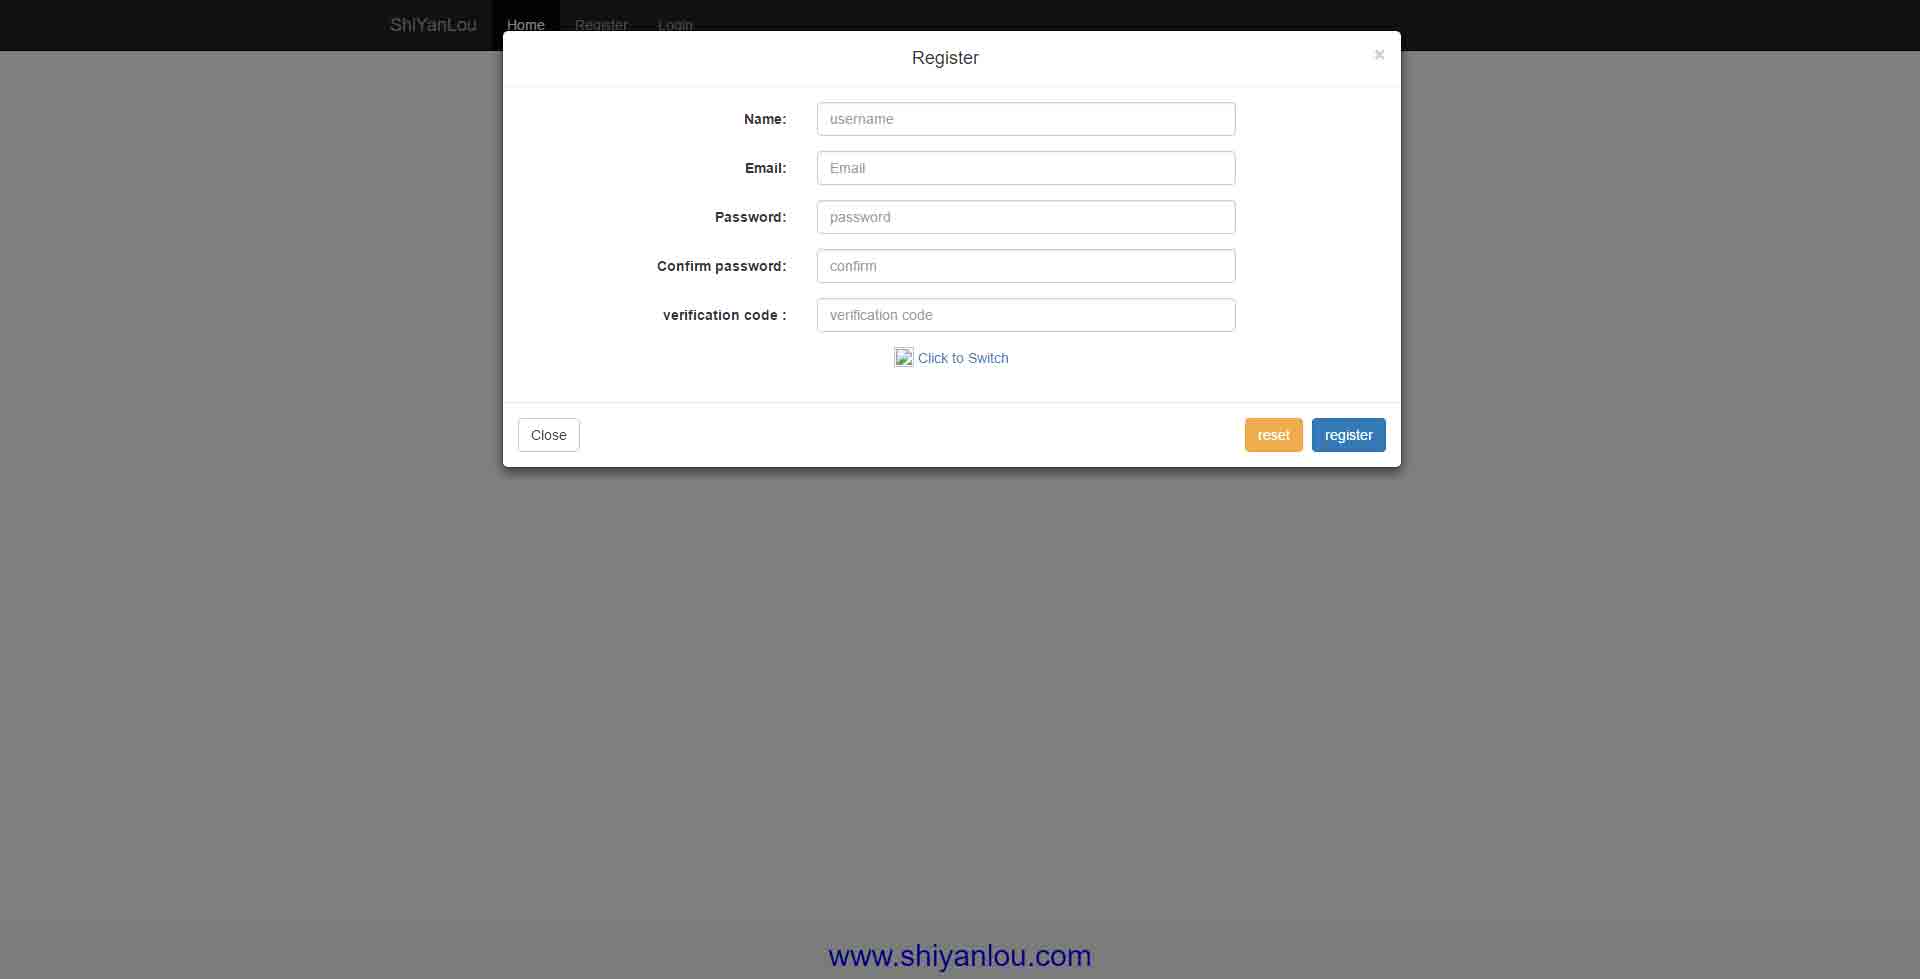 ShiYanLou Home Register Login
Register ×
Name: username
Email: Email
Password: password
Confirm password: confirm
verification code : verification code
Click to Switch
Close reset register
www.shiyanlou.com